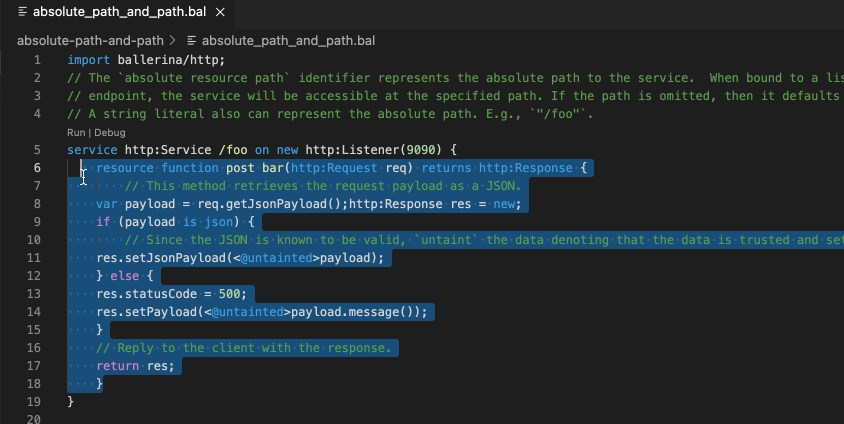 absolute_path_and_path.bal ×
absolute-path-and-path > absolute_path_and_path.bal
1 import ballerina/http;
2 // The `absolute resource path` identifier represents the absolute path to the service.  When bound to a
3 // endpoint, the service will be accessible at the specified path. If the path is omitted, then it defaults
4 // A string literal also can represent the absolute path. E.g., `"/foo"`.
Run | Debug
5 service http:Service /foo on new http:Listener(9090) {
6     resource function post bar(http:Request req) returns http:Response {
7         // This method retrieves the request payload as a JSON.
8     var payload = req.getJsonPayload();http:Response res = new;
9     if (payload is json) {
10         // Since the JSON is known to be valid, `untaint` the data denoting that the data is trusted and set
11     res.setJsonPayload(<@untainted>payload);
12     } else {
13     res.statusCode = 500;
14     res.setPayload(<@untainted>payload.message());
15     }
16     // Reply to the client with the response.
17     return res;
18     }
19 }
20